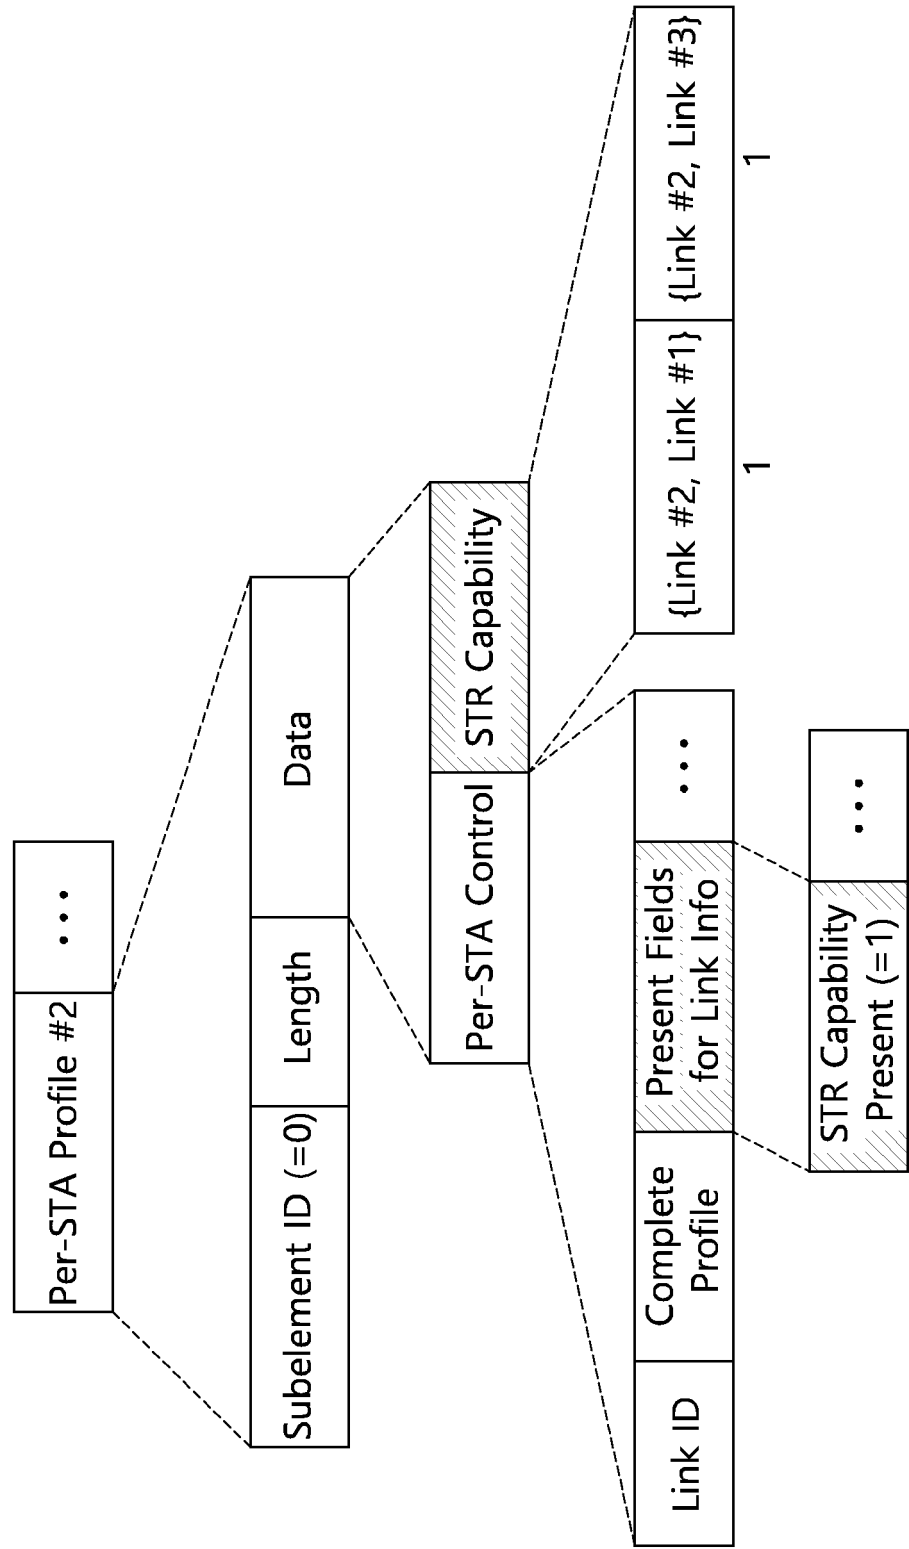 Per-STA Profile #2
...
Subelement ID (=0)
Length
Data
Per-STA Control
STR Capability
Link ID
Complete
Profile
Present Fields
for Link Info
...
{Link #2, Link #1}
{Link #2, Link #3}
1
1
STR Capability
Present (=1)
...